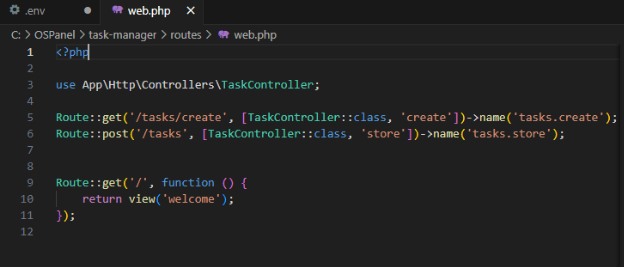 .env ● web.php ×
C: > OSPanel > task-manager > routes > web.php
1 <?php
2
3 use App\Http\Controllers\TaskController;
4
5 Route::get('/tasks/create', [TaskController::class, 'create'])->name('tasks.create');
6 Route::post('/tasks', [TaskController::class, 'store'])->name('tasks.store');
7
8
9 Route::get('/', function () {
10     return view('welcome');
11 });
12